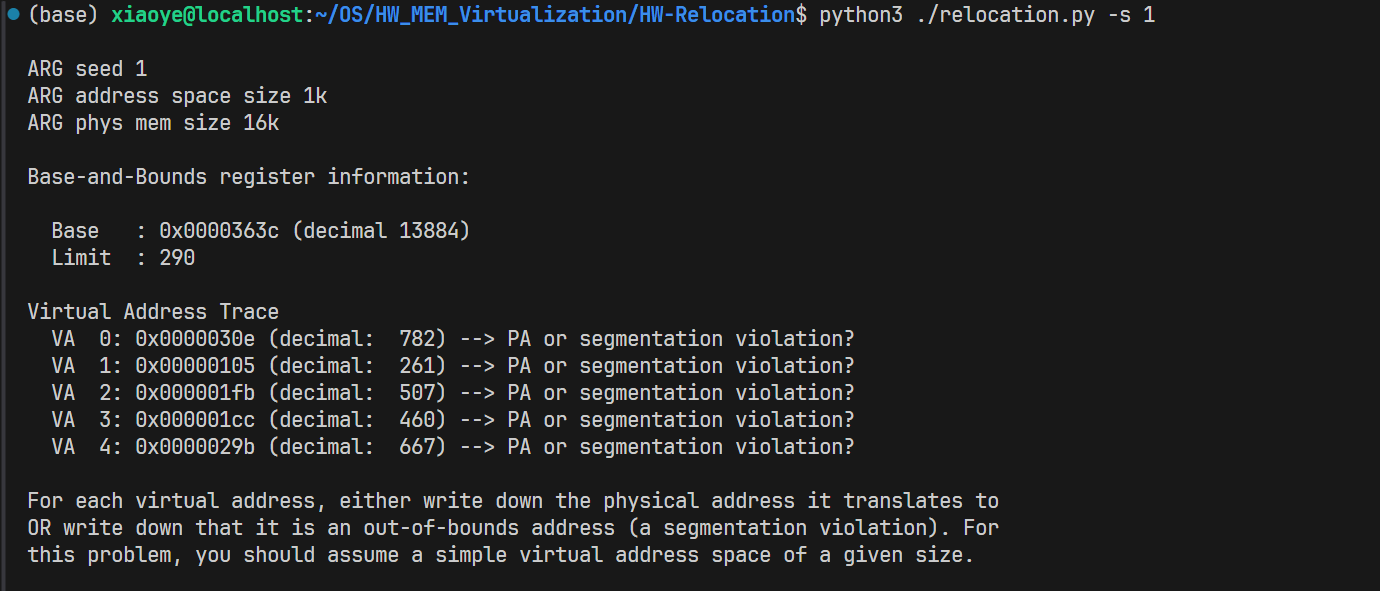 (base) xiaoye@localhost:~/OS/HW_MEM_Virtualization/HW-Relocation$ python3 ./relocation.py -s 1
ARG seed 1
ARG address space size 1k
ARG phys mem size 16k
Base-and-Bounds register information:
  Base   : 0x0000363c (decimal 13884)
  Limit  : 290
Virtual Address Trace
  VA  0: 0x0000030e (decimal:  782) --> PA or segmentation violation?
  VA  1: 0x00000105 (decimal:  261) --> PA or segmentation violation?
  VA  2: 0x000001fb (decimal:  507) --> PA or segmentation violation?
  VA  3: 0x000001cc (decimal:  460) --> PA or segmentation violation?
  VA  4: 0x0000029b (decimal:  667) --> PA or segmentation violation?
For each virtual address, either write down the physical address it translates to
OR write down that it is an out-of-bounds address (a segmentation violation). For
this problem, you should assume a simple virtual address space of a given size.